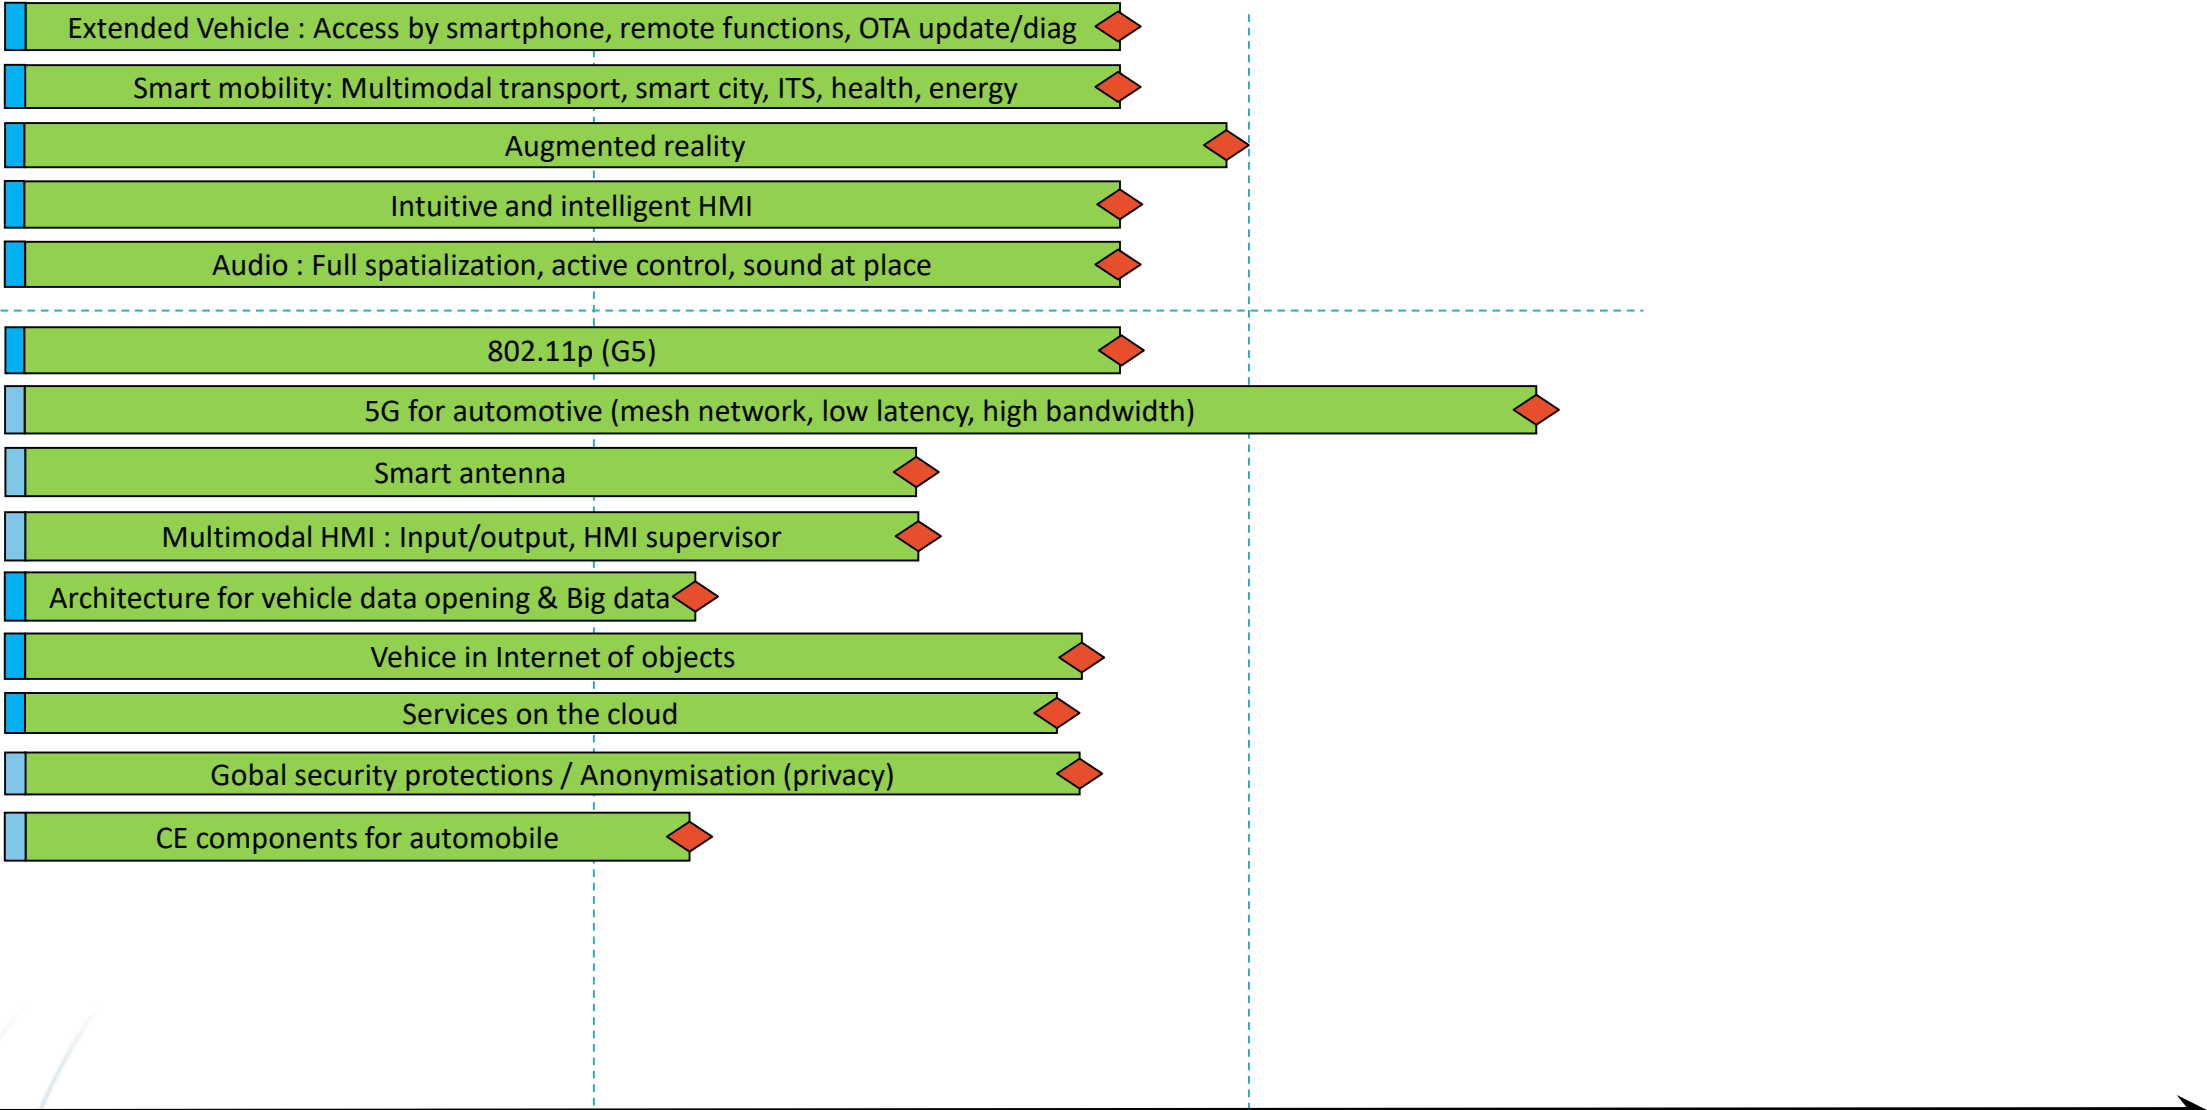 Extended Vehicle : Access by smartphone, remote functions, OTA update/diag
Smart mobility: Multimodal transport, smart city, ITS, health, energy
Augmented reality
Intuitive and intelligent HMI
Audio : Full spatialization, active control, sound at place
802.11p (G5)
5G for automotive (mesh network, low latency, high bandwidth)
Smart antenna
Multimodal HMI : Input/output, HMI supervisor
Architecture for vehicle data opening & Big data
Vehice in Internet of objects
Services on the cloud
Gobal security protections / Anonymisation (privacy)
CE components for automobile